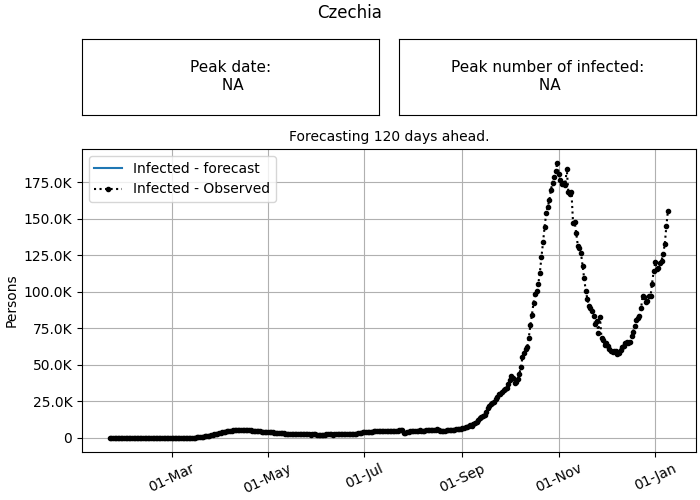 Czechia
Peak date:
NA
Peak number of infected:
NA
Forecasting 120 days ahead.
Infected - forecast
Infected - Observed
175.0K
150.0K
125.0K
100.0K
75.0K
50.0K
25.0K
0
Persons
01-Mar
01-May
01-Jul
01-Sep
01-Nov
01-Jan